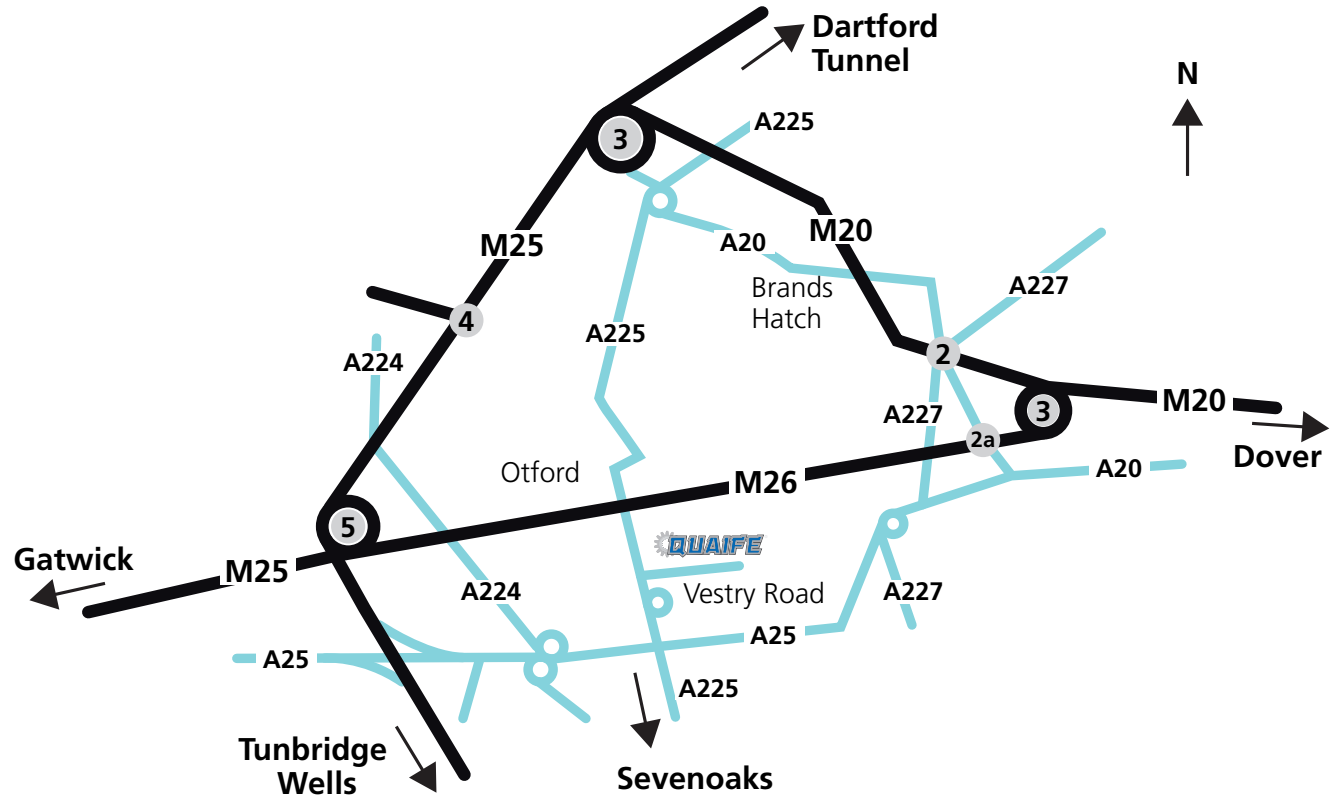 Dartford
Tunnel
N
A225
3
M20
M25
A20
A227
Brands
Hatch
4
A225
2
A224
M20
3
A227
2a
Dover
A20
Otford
M26
5
QUAIFE
Gatwick
M25
A224
Vestry Road
A227
A25
A25
A225
Tunbridge
Wells
Sevenoaks